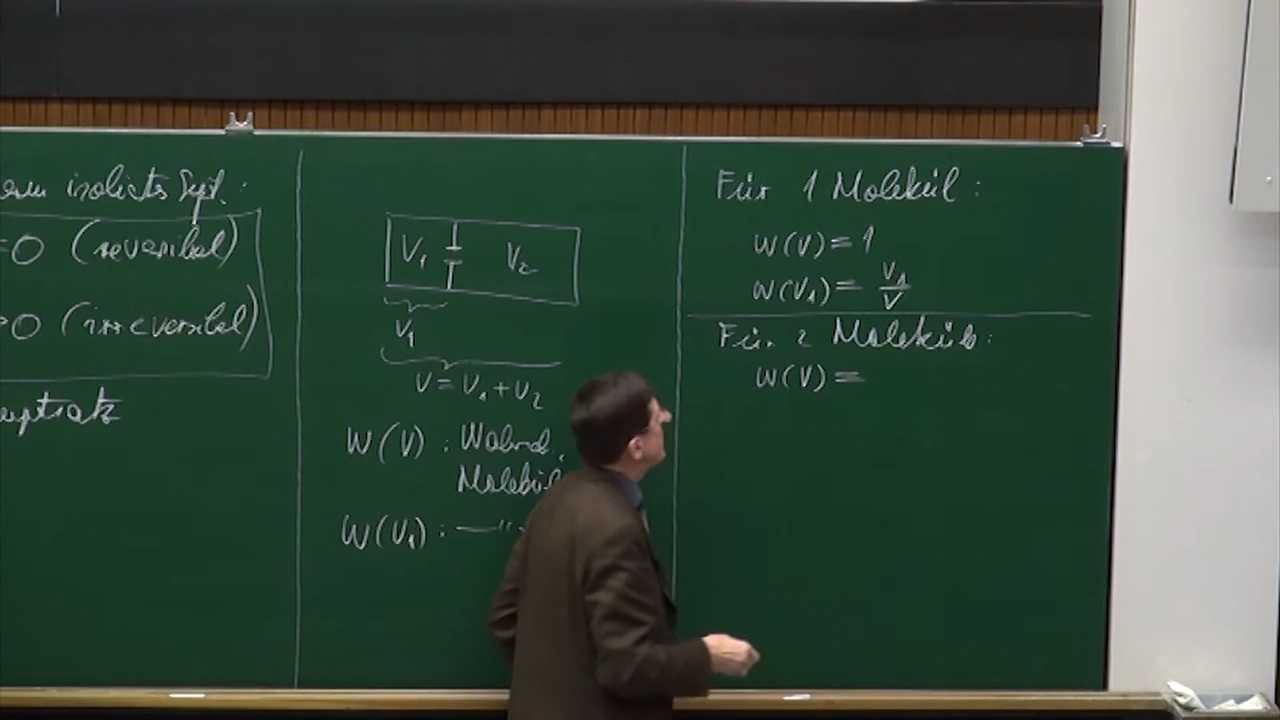 isoliertes Syst.:
=0 (reversibel)
>0 (irreversibel)
V₁ V₂
V₁
V = V₁ + V₂
W(V) : Wahrsch.
Molekül
W(V₁) : —"—
Für 1 Molekül :
W(V) = 1
W(V₁) = V₁/V
Für 2 Moleküle :
W(V) =